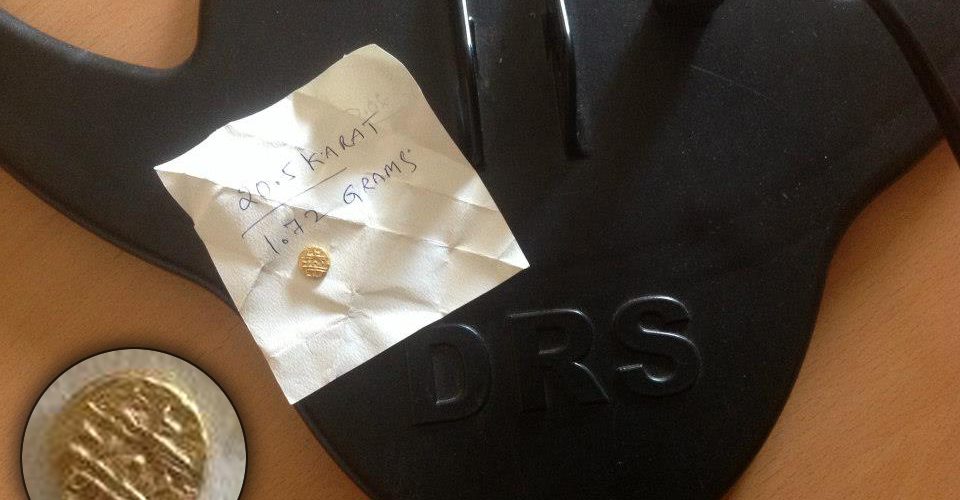 20.5 KARAT
1.72 GRAMS
DRS